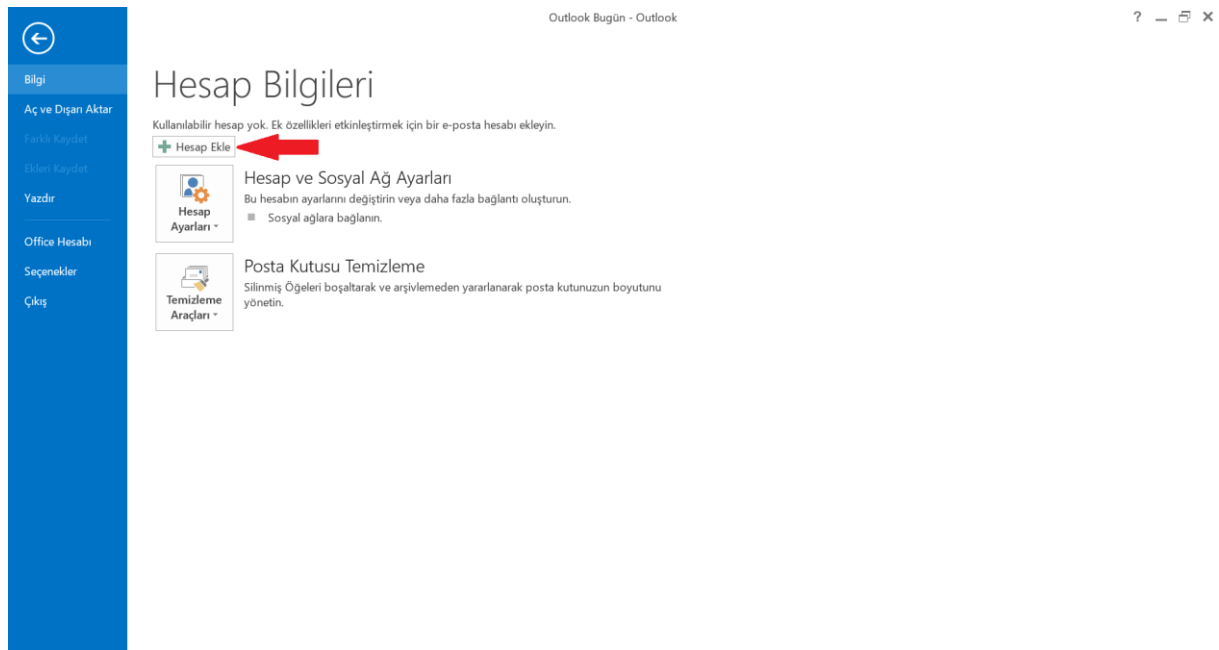 Outlook Bugün - Outlook
?
Bilgi
Aç ve Dışarı Aktar
Farklı Kaydet
Ekleri Kaydet
Yazdır
Office Hesabı
Seçenekler
Çıkış
Hesap Bilgileri
Kullanılabilir hesap yok. Ek özellikleri etkinleştirmek için bir e-posta hesabı ekleyin.
Hesap Ekle
Hesap
Ayarları
Hesap ve Sosyal Ağ Ayarları
Bu hesabın ayarlarını değiştirin veya daha fazla bağlantı oluşturun.
Sosyal ağlara bağlanın.
Temizleme
Araçları
Posta Kutusu Temizleme
Silinmiş Öğeleri boşaltarak ve arşivlemeden yararlanarak posta kutunuzun boyutunu
yönetin.